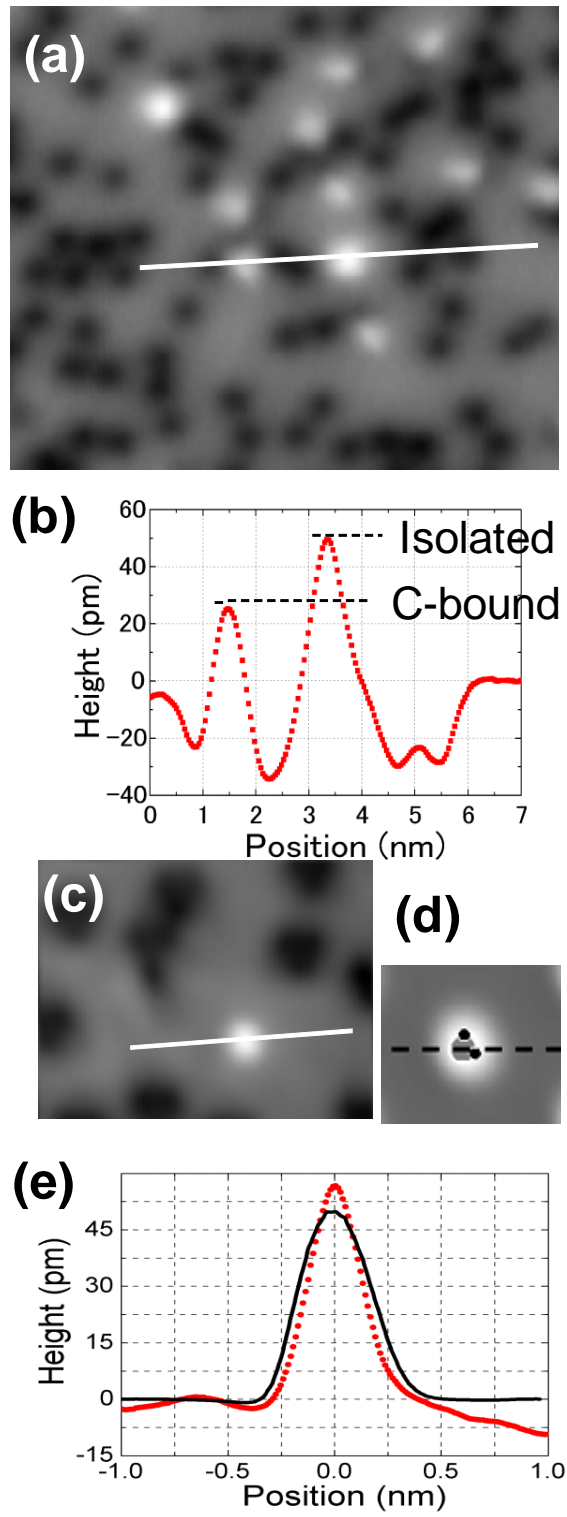 (a)
(b)
60
40
20
0
−20
−40
Height (pm)
Isolated
C-bound
0 1 2 3 4 5 6 7
Position (nm)
(c)
(d)
(e)
45
30
15
0
-15
Height (pm)
-1.0 -0.5 0.0 0.5 1.0
Position (nm)